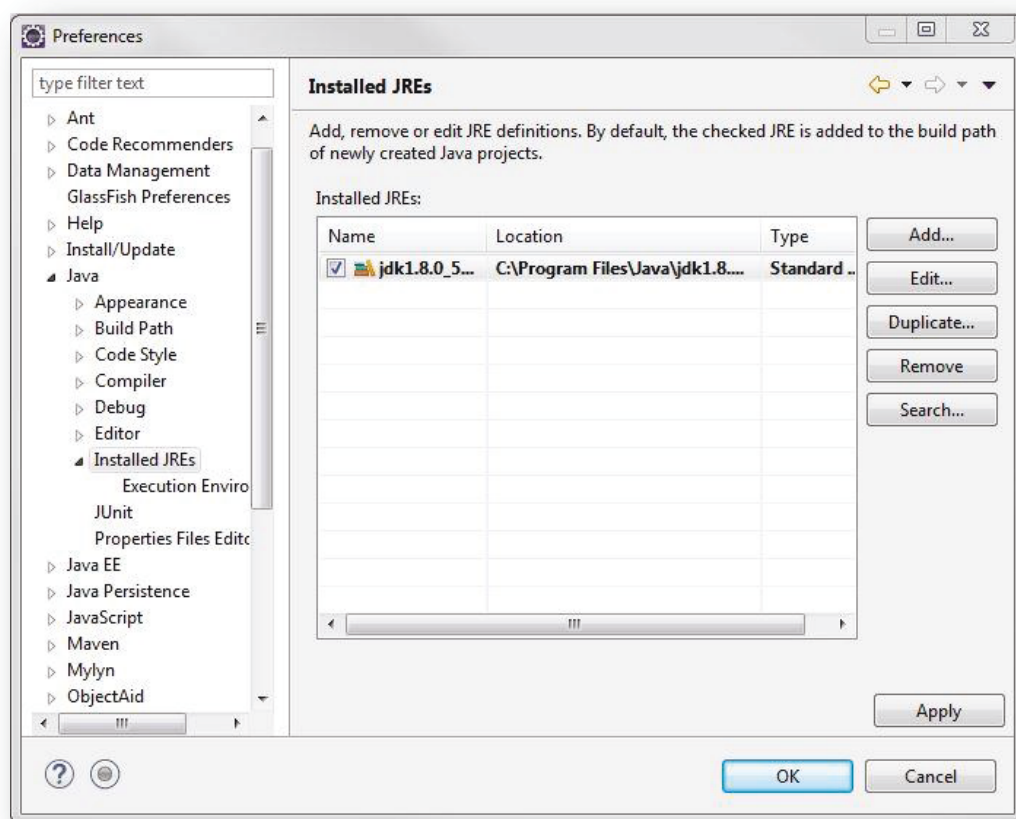 Preferences
type filter text
Ant
Code Recommenders
Data Management
GlassFish Preferences
Help
Install/Update
Java
Appearance
Build Path
Code Style
Compiler
Debug
Editor
Installed JREs
Execution Enviro
JUnit
Properties Files Edito
Java EE
Java Persistence
JavaScript
Maven
Mylyn
ObjectAid
Installed JREs
Add, remove or edit JRE definitions. By default, the checked JRE is added to the build path
of newly created Java projects.
Installed JREs:
Name Location Type
jdk1.8.0_5... C:\Program Files\Java\jdk1.8.... Standard ..
Add...
Edit...
Duplicate...
Remove
Search...
Apply
OK Cancel